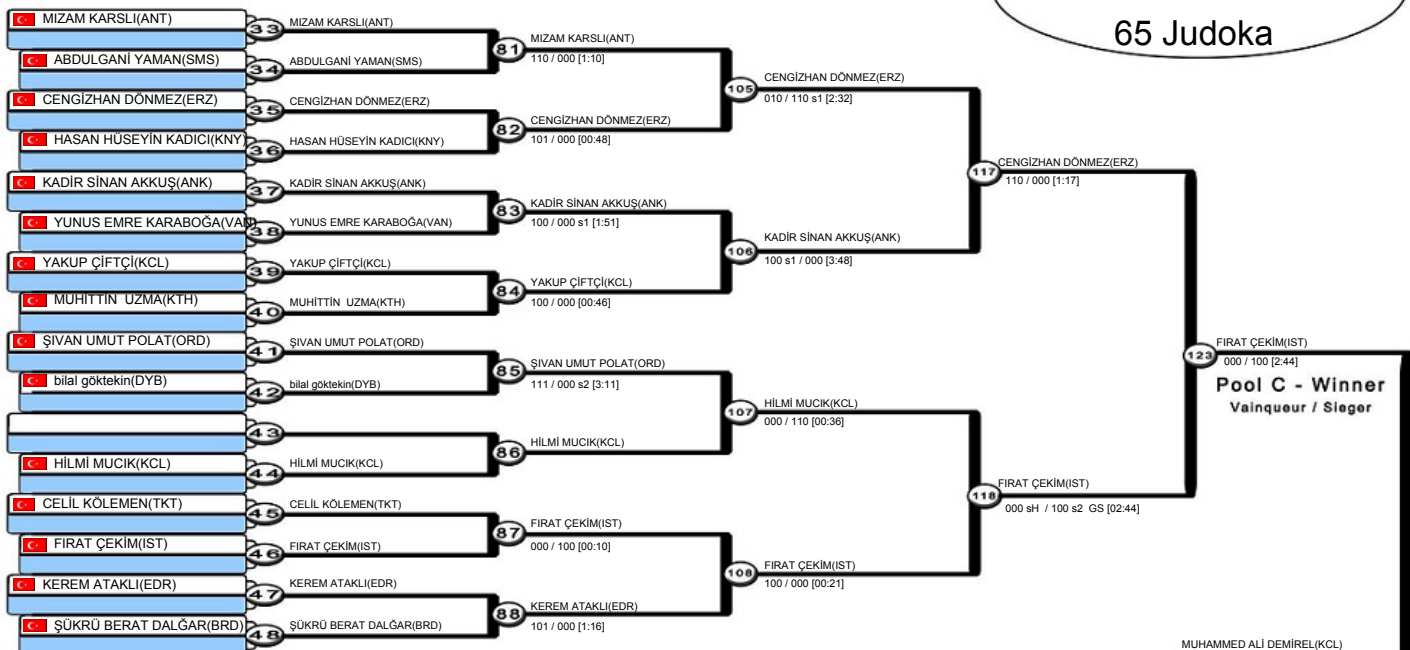 65 Judoka
MIZAM KARSLI(ANT)
ABDULGANİ YAMAN(SMS)
CENGİZHAN DÖNMEZ(ERZ)
HASAN HÜSEYİN KADICI(KNY)
KADİR SİNAN AKKUŞ(ANK)
YUNUS EMRE KARABOĞA(VAN)
YAKUP ÇİFTÇİ(KCL)
MUHİTTİN UZMA(KTH)
ŞIVAN UMUT POLAT(ORD)
bilal göktekin(DYB)
HİLMİ MUCIK(KCL)
CELİL KÖLEMEN(TKT)
FIRAT ÇEKİM(IST)
KEREM ATAKLI(EDR)
ŞÜKRÜ BERAT DALĞAR(BRD)
33 MIZAM KARSLI(ANT)
34 ABDULGANİ YAMAN(SMS)
35 CENGİZHAN DÖNMEZ(ERZ)
36 HASAN HÜSEYİN KADICI(KNY)
37 KADİR SİNAN AKKUŞ(ANK)
38 YUNUS EMRE KARABOĞA(VAN)
39 YAKUP ÇİFTÇİ(KCL)
40 MUHİTTİN UZMA(KTH)
41 ŞIVAN UMUT POLAT(ORD)
42 bilal göktekin(DYB)
43
44 HİLMİ MUCIK(KCL)
45 CELİL KÖLEMEN(TKT)
46 FIRAT ÇEKİM(IST)
47 KEREM ATAKLI(EDR)
48 ŞÜKRÜ BERAT DALĞAR(BRD)
81 MIZAM KARSLI(ANT)
110 / 000 [1:10]
82 CENGİZHAN DÖNMEZ(ERZ)
101 / 000 [00:48]
83 KADİR SİNAN AKKUŞ(ANK)
100 / 000 s1 [1:51]
84 YAKUP ÇİFTÇİ(KCL)
100 / 000 [00:46]
85 ŞIVAN UMUT POLAT(ORD)
111 / 000 s2 [3:11]
86 HİLMİ MUCIK(KCL)
87 FIRAT ÇEKİM(IST)
000 / 100 [00:10]
88 KEREM ATAKLI(EDR)
101 / 000 [1:16]
105 CENGİZHAN DÖNMEZ(ERZ)
010 / 110 s1 [2:32]
106 KADİR SİNAN AKKUŞ(ANK)
100 s1 / 000 [3:48]
107 HİLMİ MUCIK(KCL)
000 / 110 [00:36]
108 FIRAT ÇEKİM(IST)
100 / 000 [00:21]
117 CENGİZHAN DÖNMEZ(ERZ)
110 / 000 [1:17]
118 FIRAT ÇEKİM(IST)
000 sH / 100 s2 GS [02:44]
123 FIRAT ÇEKİM(IST)
000 / 100 [2:44]
Pool C - Winner
Vainqueur / Sieger
MUHAMMED ALİ DEMİREL(KCL)